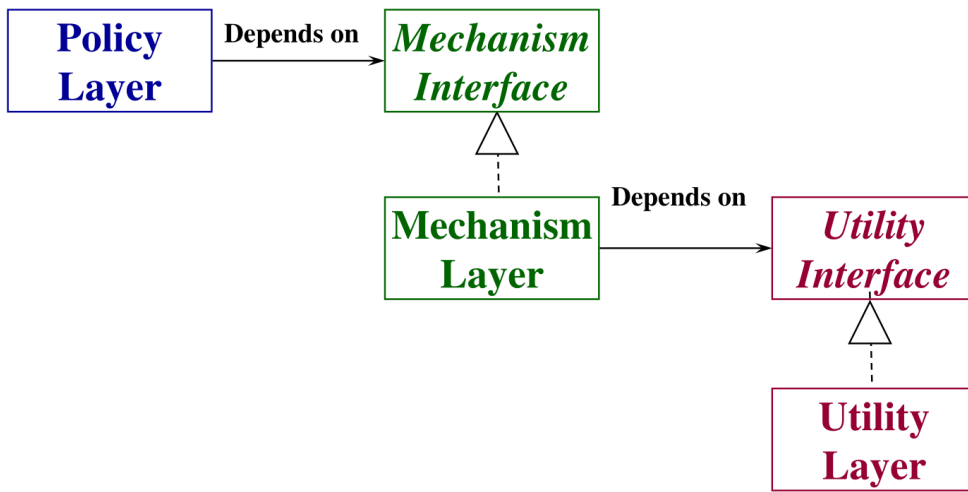 Policy
Layer
Depends on
Mechanism
Interface
Mechanism
Layer
Depends on
Utility
Interface
Utility
Layer